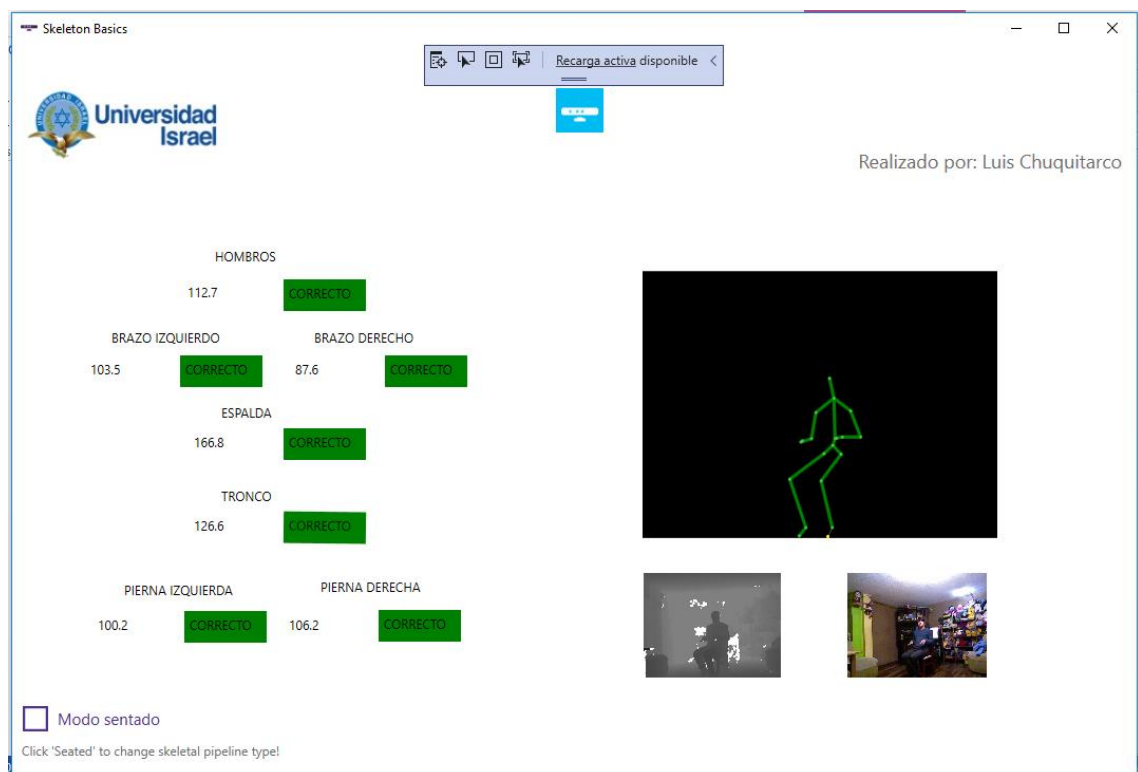 Skeleton Basics
Recarga activa disponible
Universidad
Israel
Realizado por: Luis Chuquitarco
HOMBROS
112.7 CORRECTO
BRAZO IZQUIERDO BRAZO DERECHO
103.5 CORRECTO 87.6 CORRECTO
ESPALDA
166.8 CORRECTO
TRONCO
126.6 CORRECTO
PIERNA IZQUIERDA PIERNA DERECHA
100.2 CORRECTO 106.2 CORRECTO
Modo sentado
Click 'Seated' to change skeletal pipeline type!